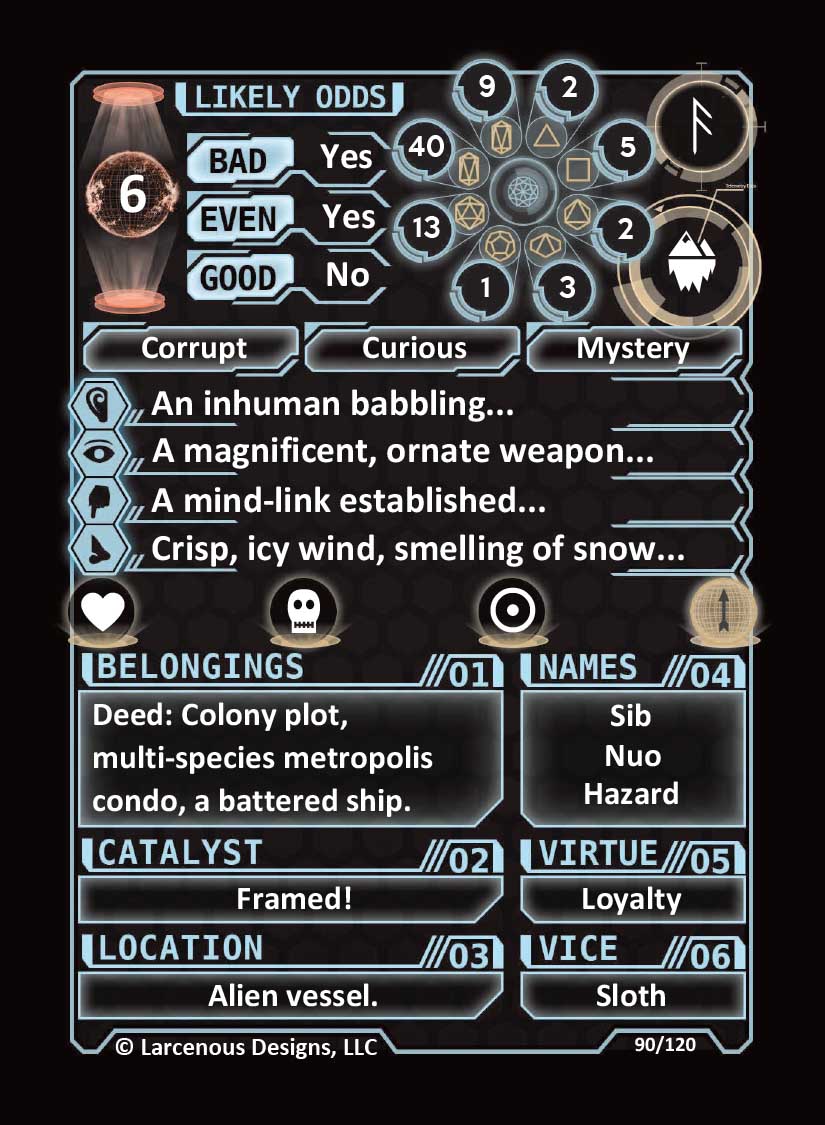 LIKELY ODDS
6
BAD Yes
EVEN Yes
GOOD No
9
2
40
5
13
2
1
3
Corrupt
Curious
Mystery
An inhuman babbling...
A magnificent, ornate weapon...
A mind-link established...
Crisp, icy wind, smelling of snow...
BELONGINGS ///01
Deed: Colony plot,
multi-species metropolis
condo, a battered ship.
NAMES ///04
Sib
Nuo
Hazard
CATALYST ///02
Framed!
VIRTUE ///05
Loyalty
LOCATION ///03
Alien vessel.
VICE ///06
Sloth
© Larcenous Designs, LLC
90/120